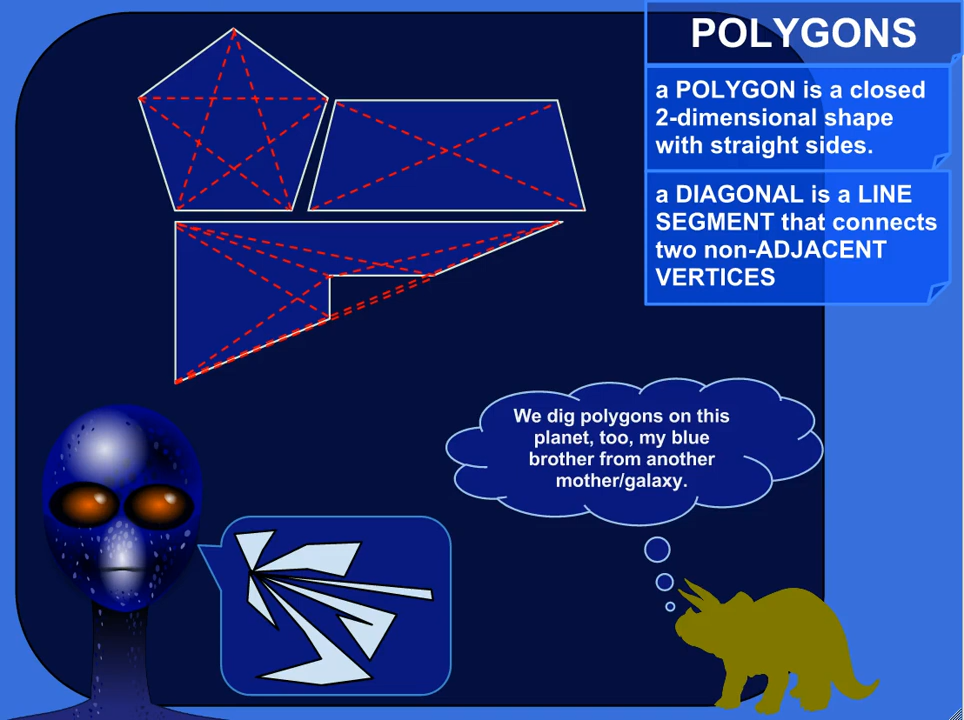 POLYGONS
a POLYGON is a closed
2-dimensional shape
with straight sides.
a DIAGONAL is a LINE
SEGMENT that connects
two non-ADJACENT
VERTICES
We dig polygons on this
planet, too, my blue
brother from another
mother/galaxy.